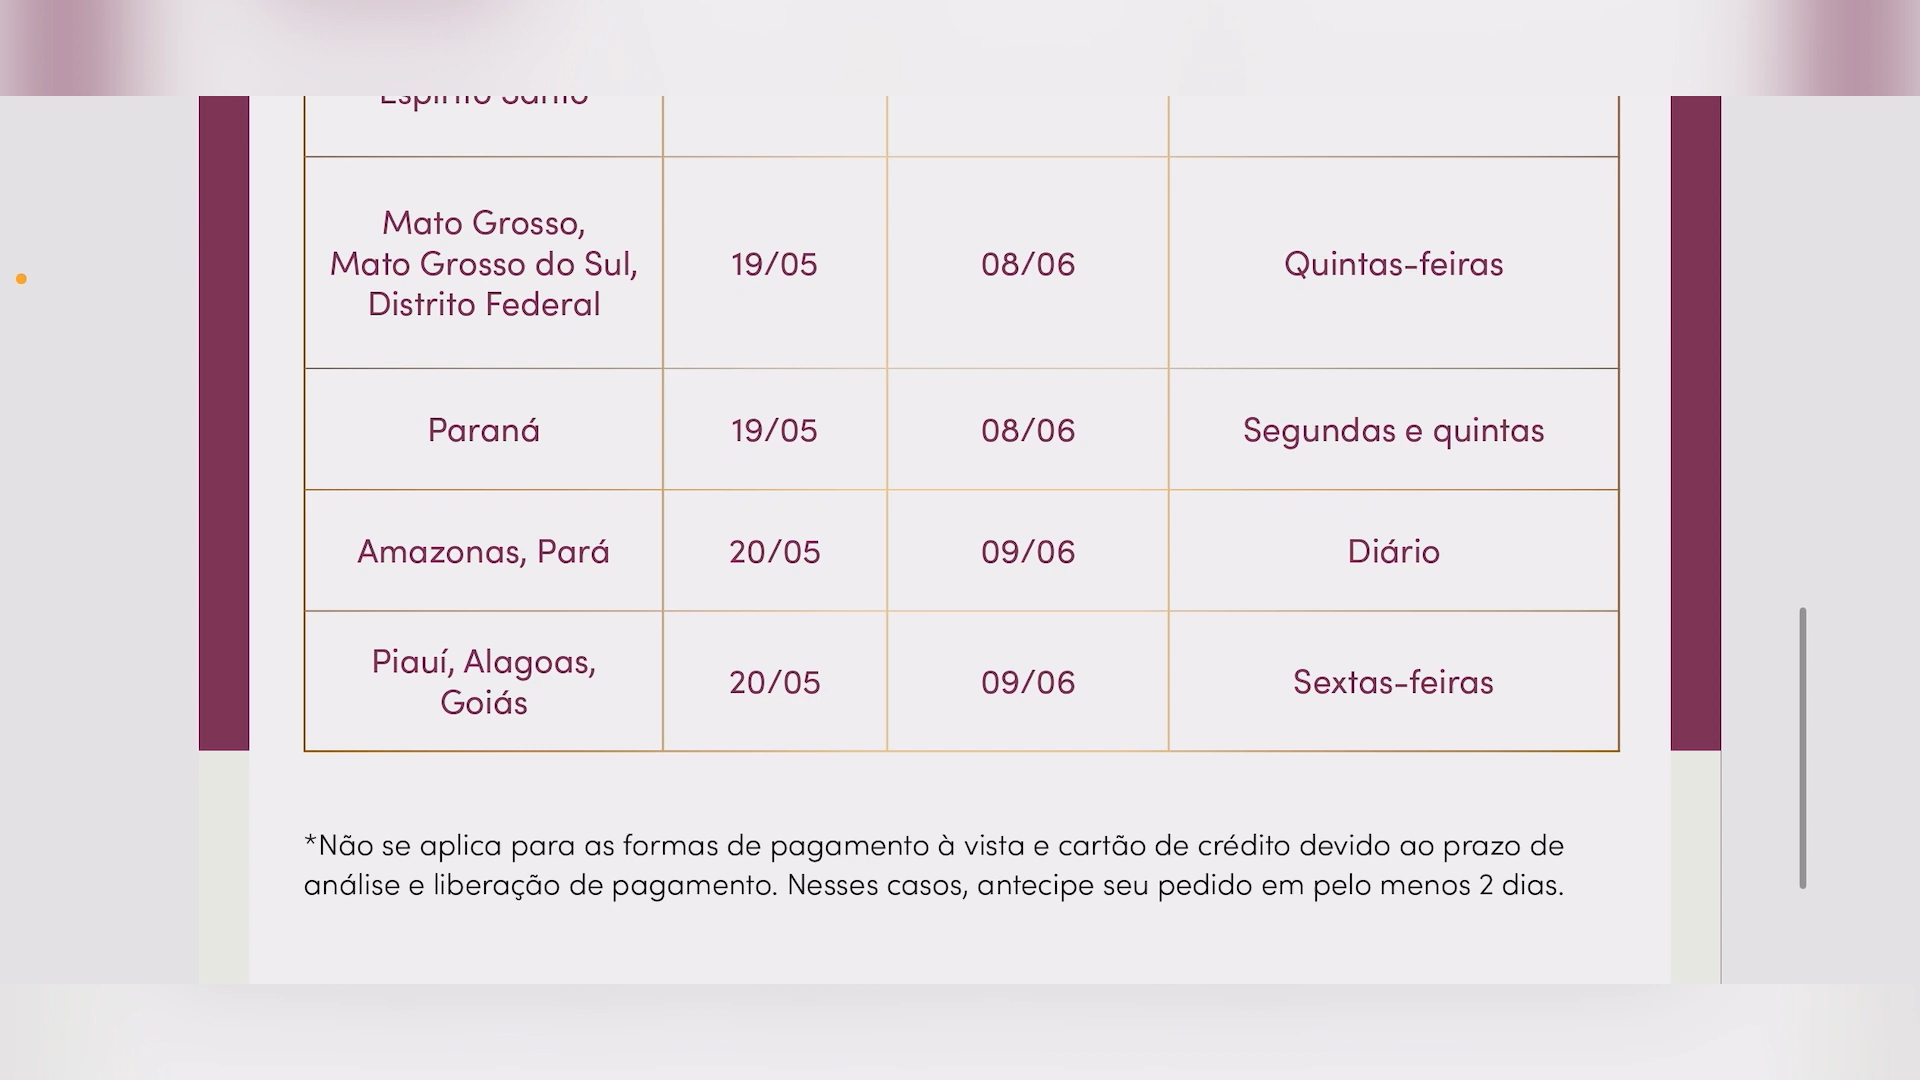 Espírito Santo
Mato Grosso,
Mato Grosso do Sul,
Distrito Federal
19/05
08/06
Quintas-feiras
Paraná
19/05
08/06
Segundas e quintas
Amazonas, Pará
20/05
09/06
Diário
Piauí, Alagoas,
Goiás
20/05
09/06
Sextas-feiras
*Não se aplica para as formas de pagamento à vista e cartão de crédito devido ao prazo de
análise e liberação de pagamento. Nesses casos, antecipe seu pedido em pelo menos 2 dias.